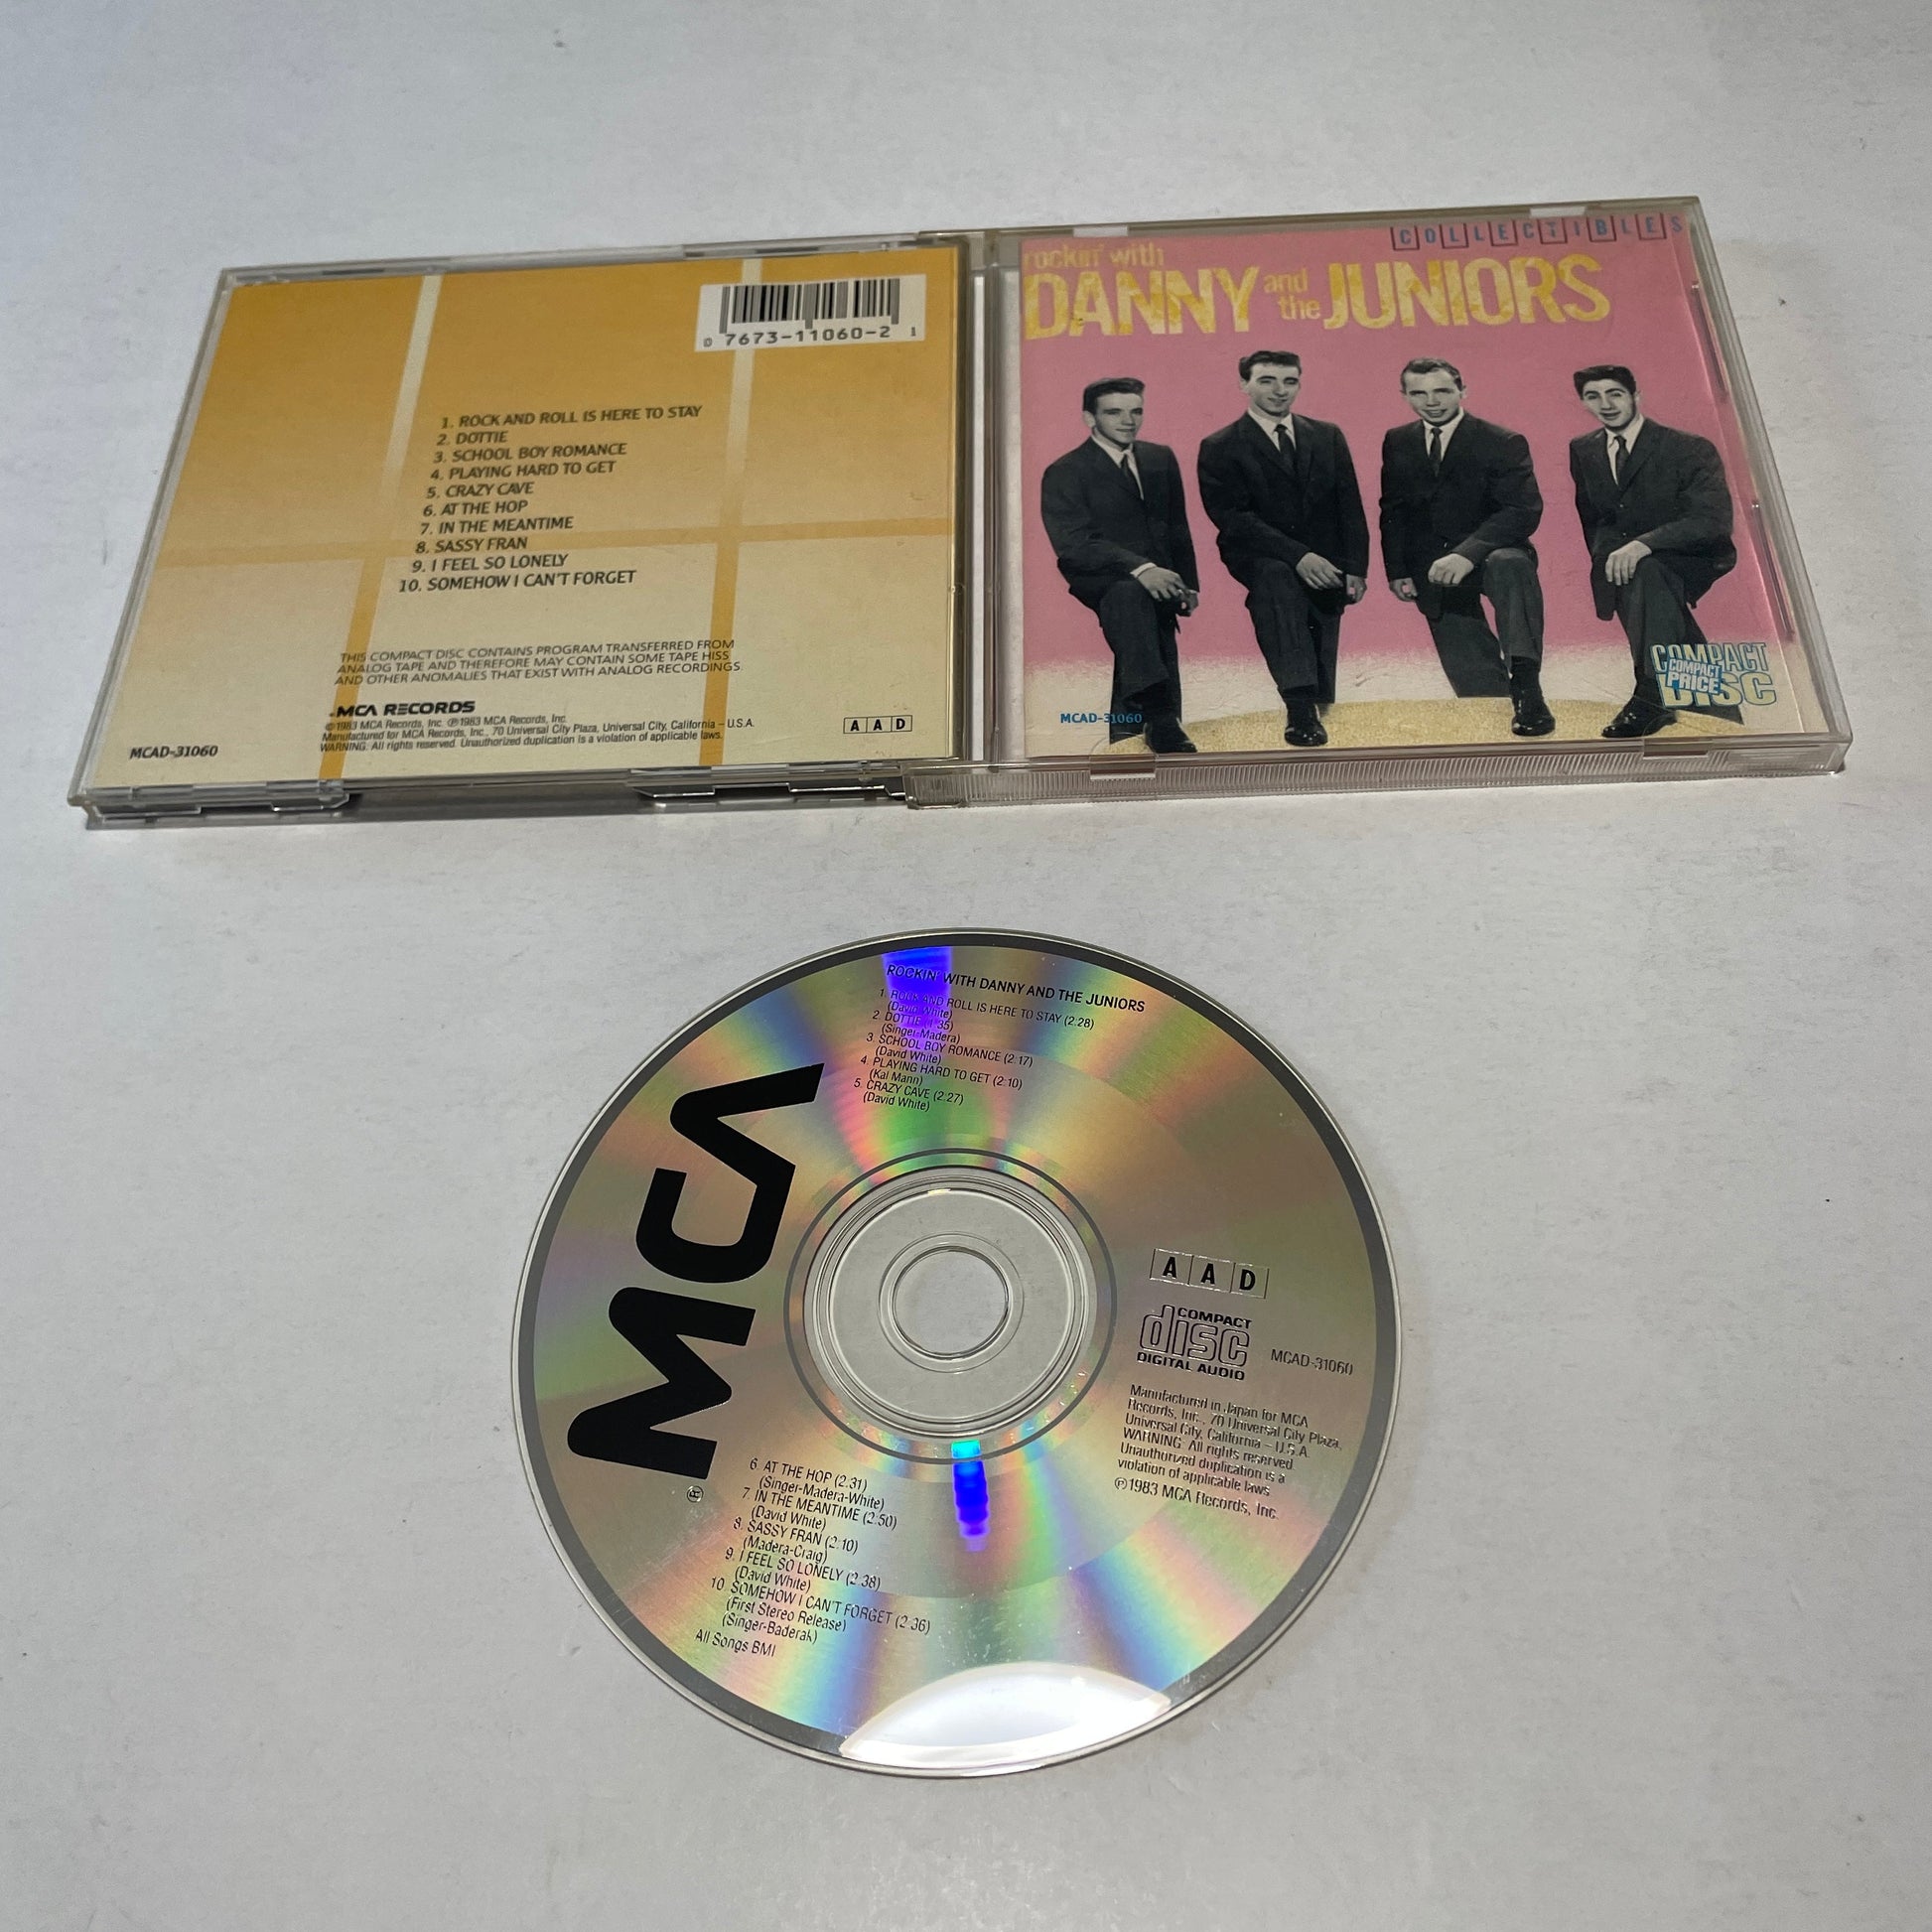 0 7673-11060-2 1
1. ROCK AND ROLL IS HERE TO STAY
2. DOTTIE
3. SCHOOL BOY ROMANCE
4. PLAYING HARD TO GET
5. CRAZY CAVE
6. AT THE HOP
7. IN THE MEANTIME
8. SASSY FRAN
9. I FEEL SO LONELY
10. SOMEHOW I CAN'T FORGET
THIS COMPACT DISC CONTAINS PROGRAM TRANSFERRED FROM
ANALOG TAPE AND THEREFORE MAY CONTAIN SOME TAPE HISS
AND OTHER ANOMALIES THAT EXIST WITH ANALOG RECORDINGS.
MCA RECORDS
©1983 MCA Records, Inc. ℗1983 MCA Records, Inc.
Manufactured for MCA Records, Inc., 70 Universal City Plaza, Universal City, California – U.S.A.
WARNING: All rights reserved. Unauthorized duplication is a violation of applicable laws.
A A D
MCAD-31060
COLLECTIBLES
rockin' with
DANNY and the JUNIORS
MCAD-31060
COMPACT
COMPACT
PRICE
DISC
ROCKIN' WITH DANNY AND THE JUNIORS
1. ROCK AND ROLL IS HERE TO STAY (2:28)
(David White)
2. DOTTIE (1:35)
(Singer-Madera)
3. SCHOOL BOY ROMANCE (2:17)
(David White)
4. PLAYING HARD TO GET (2:10)
(Kal Mann)
5. CRAZY CAVE (2:27)
(David White)
MCA
®
A A D
COMPACT
disc
DIGITAL AUDIO
MCAD-31060
Manufactured in Japan for MCA
Records, Inc., 70 Universal City Plaza,
Universal City, California – U.S.A.
WARNING: All rights reserved
Unauthorized duplication is a
violation of applicable laws.
℗1983 MCA Records, Inc.
6. AT THE HOP (2:31)
(Singer-Madera-White)
7. IN THE MEANTIME (2:50)
(David White)
8. SASSY FRAN (2:10)
(Madera-Craig)
9. I FEEL SO LONELY (2:38)
(David White)
10. SOMEHOW I CAN'T FORGET (2:36)
(First Stereo Release)
(Singer-Baderak)
All Songs BMI